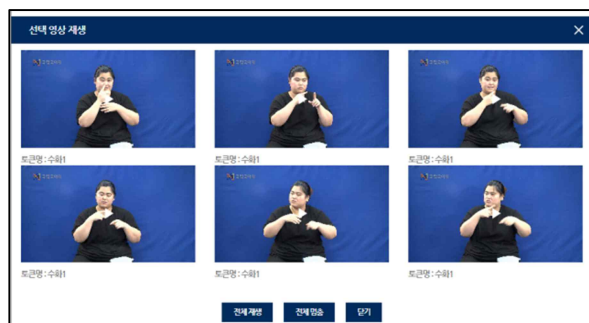 선택 영상 재생
토큰명 : 수화1
토큰명 : 수화1
토큰명 : 수화1
토큰명 : 수화1
토큰명 : 수화1
토큰명 : 수화1
전체 재생 전체 멈춤 닫기